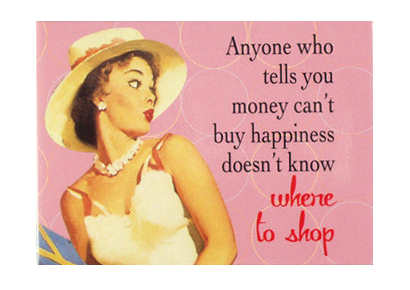 Anyone who
tells you
money can't
buy happiness
doesn't know
where
to shop